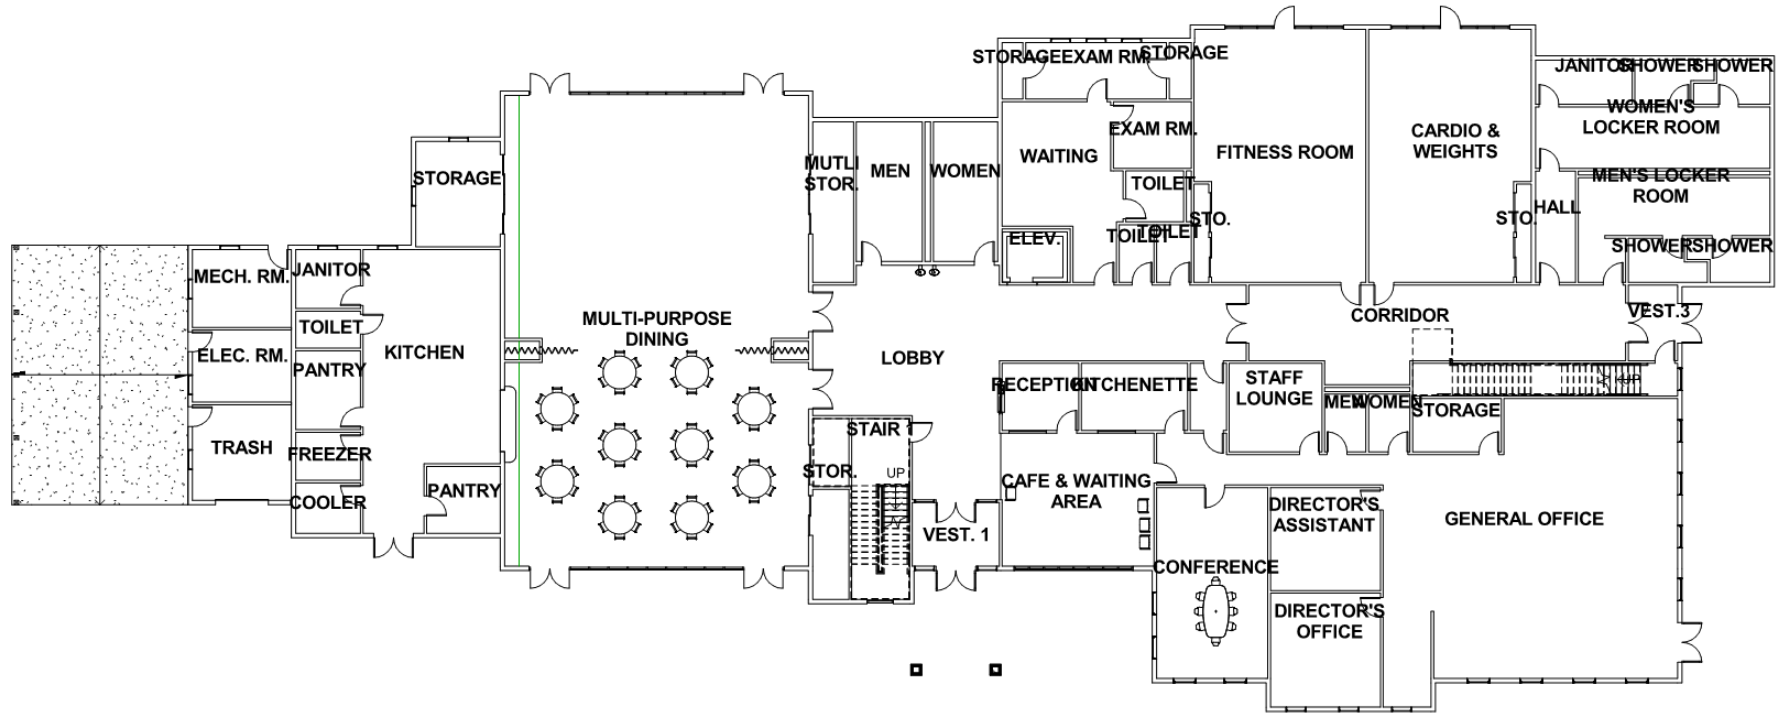 STORAGE
EXAM RM.
STORAGE
JANITOR
SHOWER
SHOWER
WOMEN'S
LOCKER ROOM
EXAM RM.
CARDIO &
WEIGHTS
FITNESS ROOM
WAITING
MUTLI
STOR.
MEN
WOMEN
STORAGE
TOILET
MEN'S LOCKER
ROOM
HALL
STO.
STO.
ELEV.
TOILET
TOILET
SHOWER
SHOWER
MECH. RM.
JANITOR
TOILET
ELEC. RM.
PANTRY
KITCHEN
MULTI-PURPOSE
DINING
LOBBY
CORRIDOR
VEST.3
RECEPTION
KITCHENETTE
STAFF
LOUNGE
MEN
WOMEN
STORAGE
UP
STAIR 1
UP
STOR.
TRASH
FREEZER
COOLER
PANTRY
CAFE & WAITING
AREA
VEST. 1
DIRECTOR'S
ASSISTANT
GENERAL OFFICE
CONFERENCE
DIRECTOR'S
OFFICE